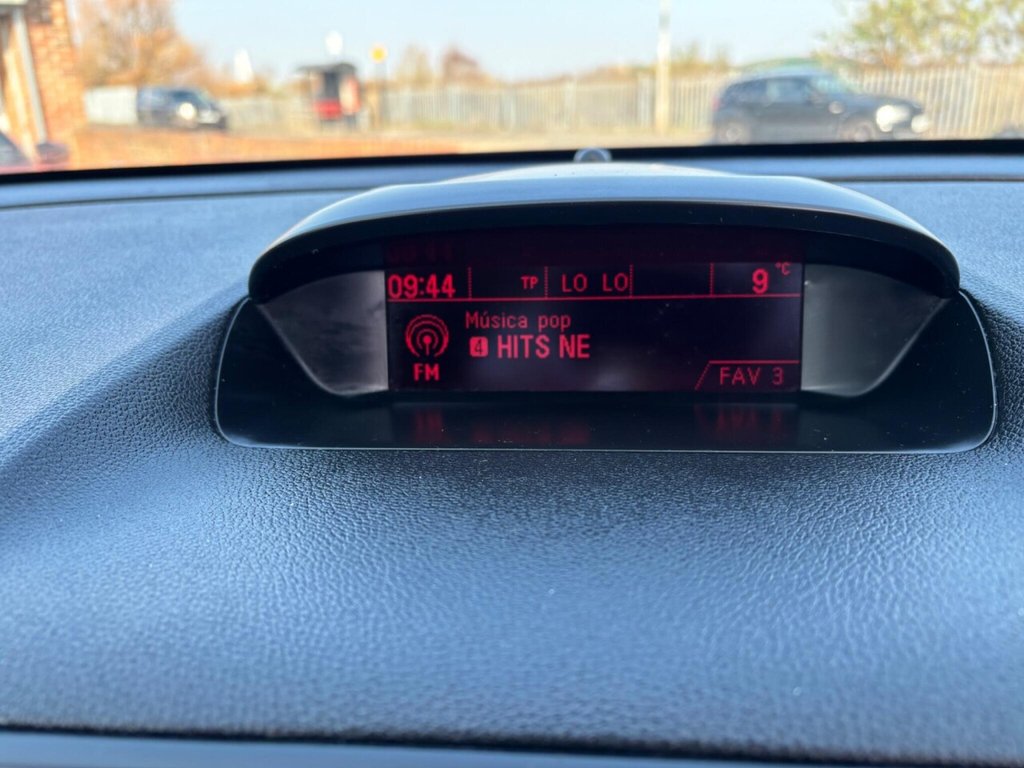 09:44 TP LO LO 9 °C
Música pop
4 HITS NE
FM
FAV 3